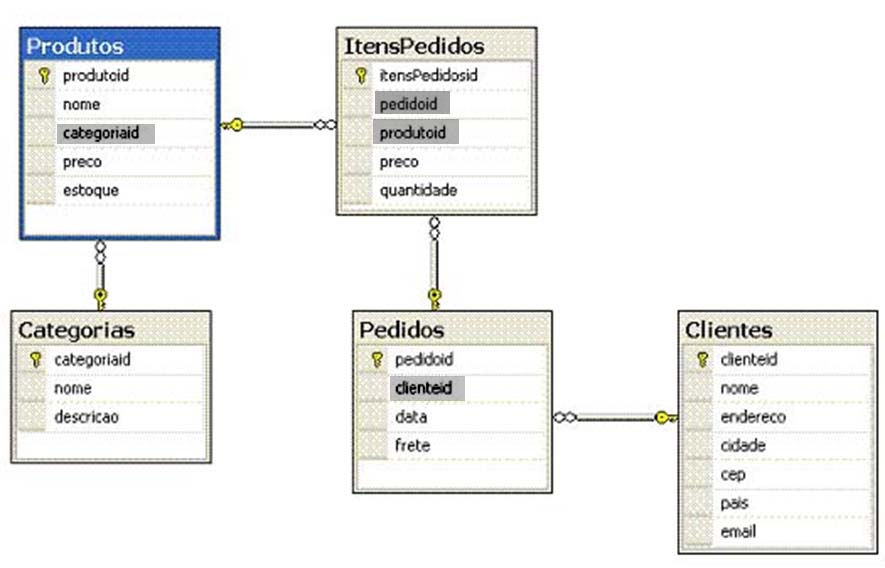 Produtos
produtoid
nome
categoriaid
preco
estoque
ItensPedidos
itensPedidosid
pedidoid
produtoid
preco
quantidade
Categorias
categoriaid
nome
descricao
Pedidos
pedidoid
clienteid
data
frete
Clientes
clienteid
nome
endereco
cidade
cep
pais
email